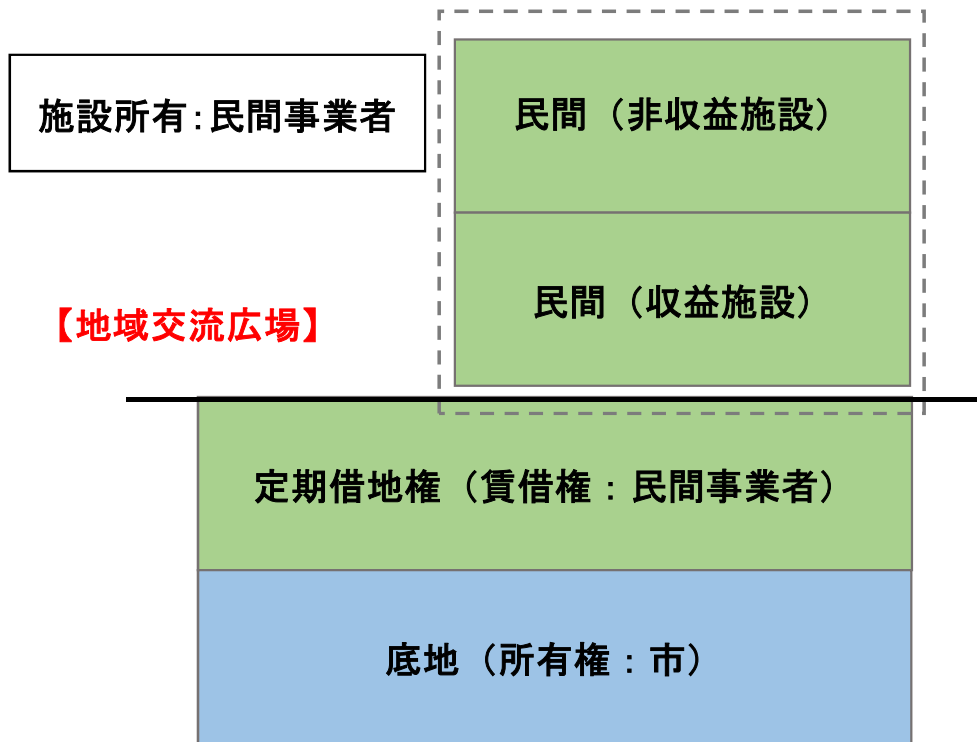 施設所有：民間事業者
民間（非収益施設）
民間（収益施設）
【地域交流広場】
定期借地権（賃借権：民間事業者）
底地（所有権：市）